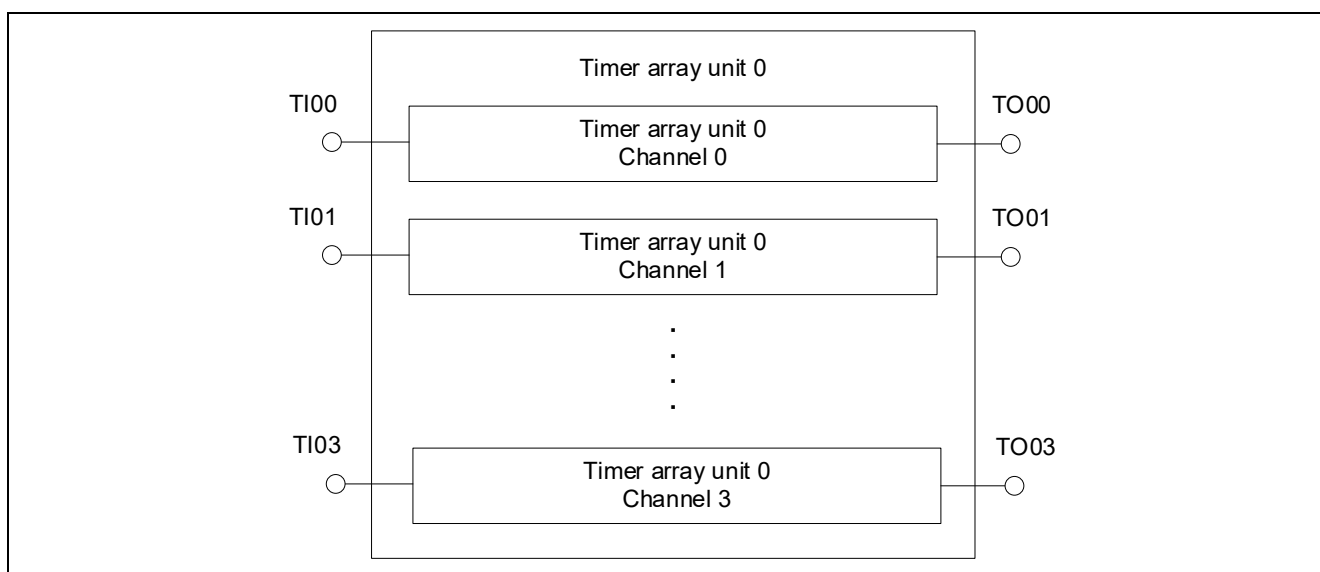 Timer array unit 0
TI00
Timer array unit 0
Channel 0
TO00
TI01
Timer array unit 0
Channel 1
TO01
TI03
Timer array unit 0
Channel 3
TO03